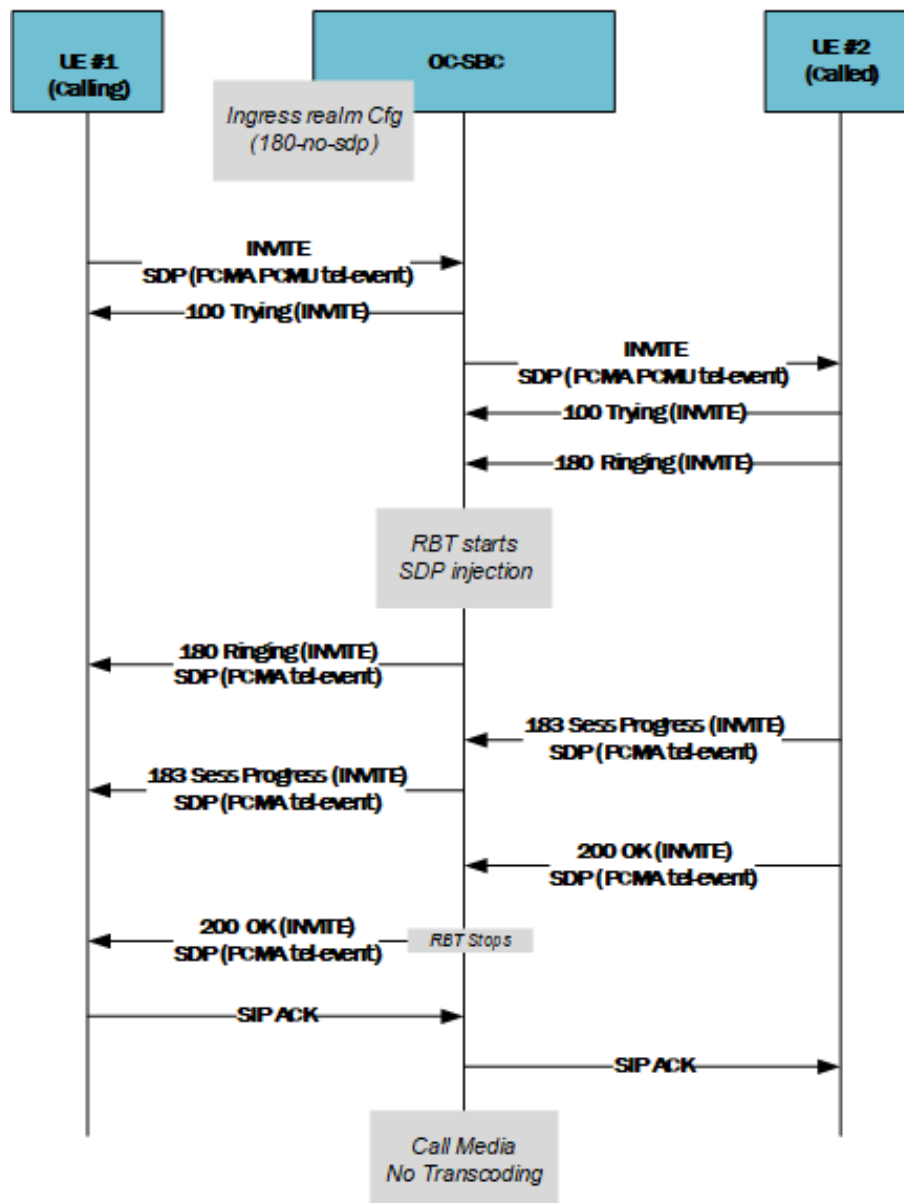 UE #1
(Calling)
OC-SBC
UE #2
(Called)
Ingress realm Cfg
(180-no-sdp)
INVITE
SDP (PCMA PCMU tel-event)
100 Trying (INVITE)
INVITE
SDP (PCMA PCMU tel-event)
100 Trying (INVITE)
180 Ringing (INVITE)
RBT starts
SDP injection
180 Ringing (INVITE)
SDP (PCMA tel-event)
183 Sess Progress (INVITE)
SDP (PCMA tel-event)
183 Sess Progress (INVITE)
SDP (PCMA tel-event)
200 OK (INVITE)
SDP (PCMA tel-event)
200 OK (INVITE)
SDP (PCMA tel-event)
RBT Stops
SIP ACK
SIP ACK
Call Media
No Transcoding